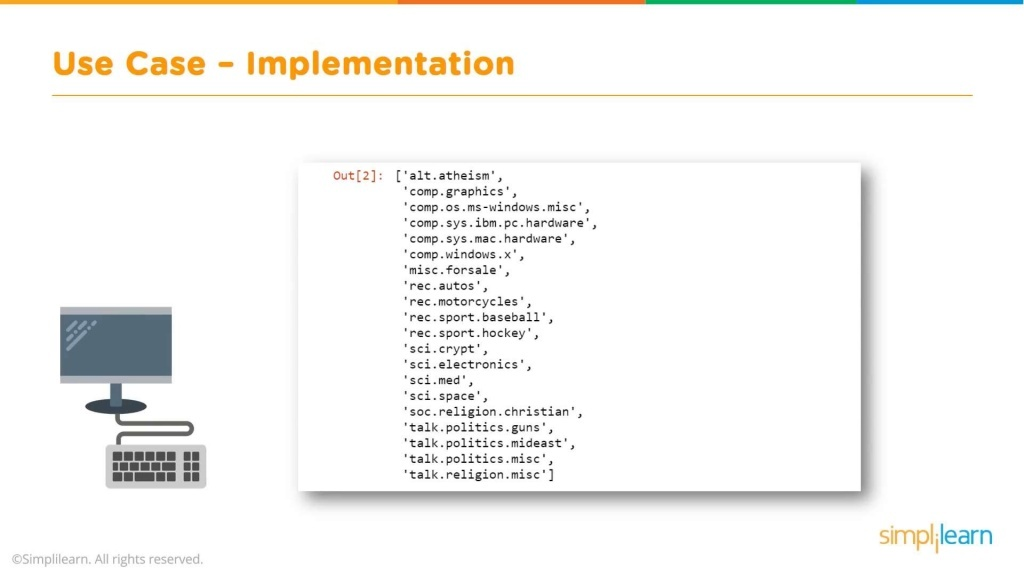 Use Case – Implementation
Out[2]: ['alt.atheism',
'comp.graphics',
'comp.os.ms-windows.misc',
'comp.sys.ibm.pc.hardware',
'comp.sys.mac.hardware',
'comp.windows.x',
'misc.forsale',
'rec.autos',
'rec.motorcycles',
'rec.sport.baseball',
'rec.sport.hockey',
'sci.crypt',
'sci.electronics',
'sci.med',
'sci.space',
'soc.religion.christian',
'talk.politics.guns',
'talk.politics.mideast',
'talk.politics.misc',
'talk.religion.misc']
simplilearn
©Simplilearn. All rights reserved.